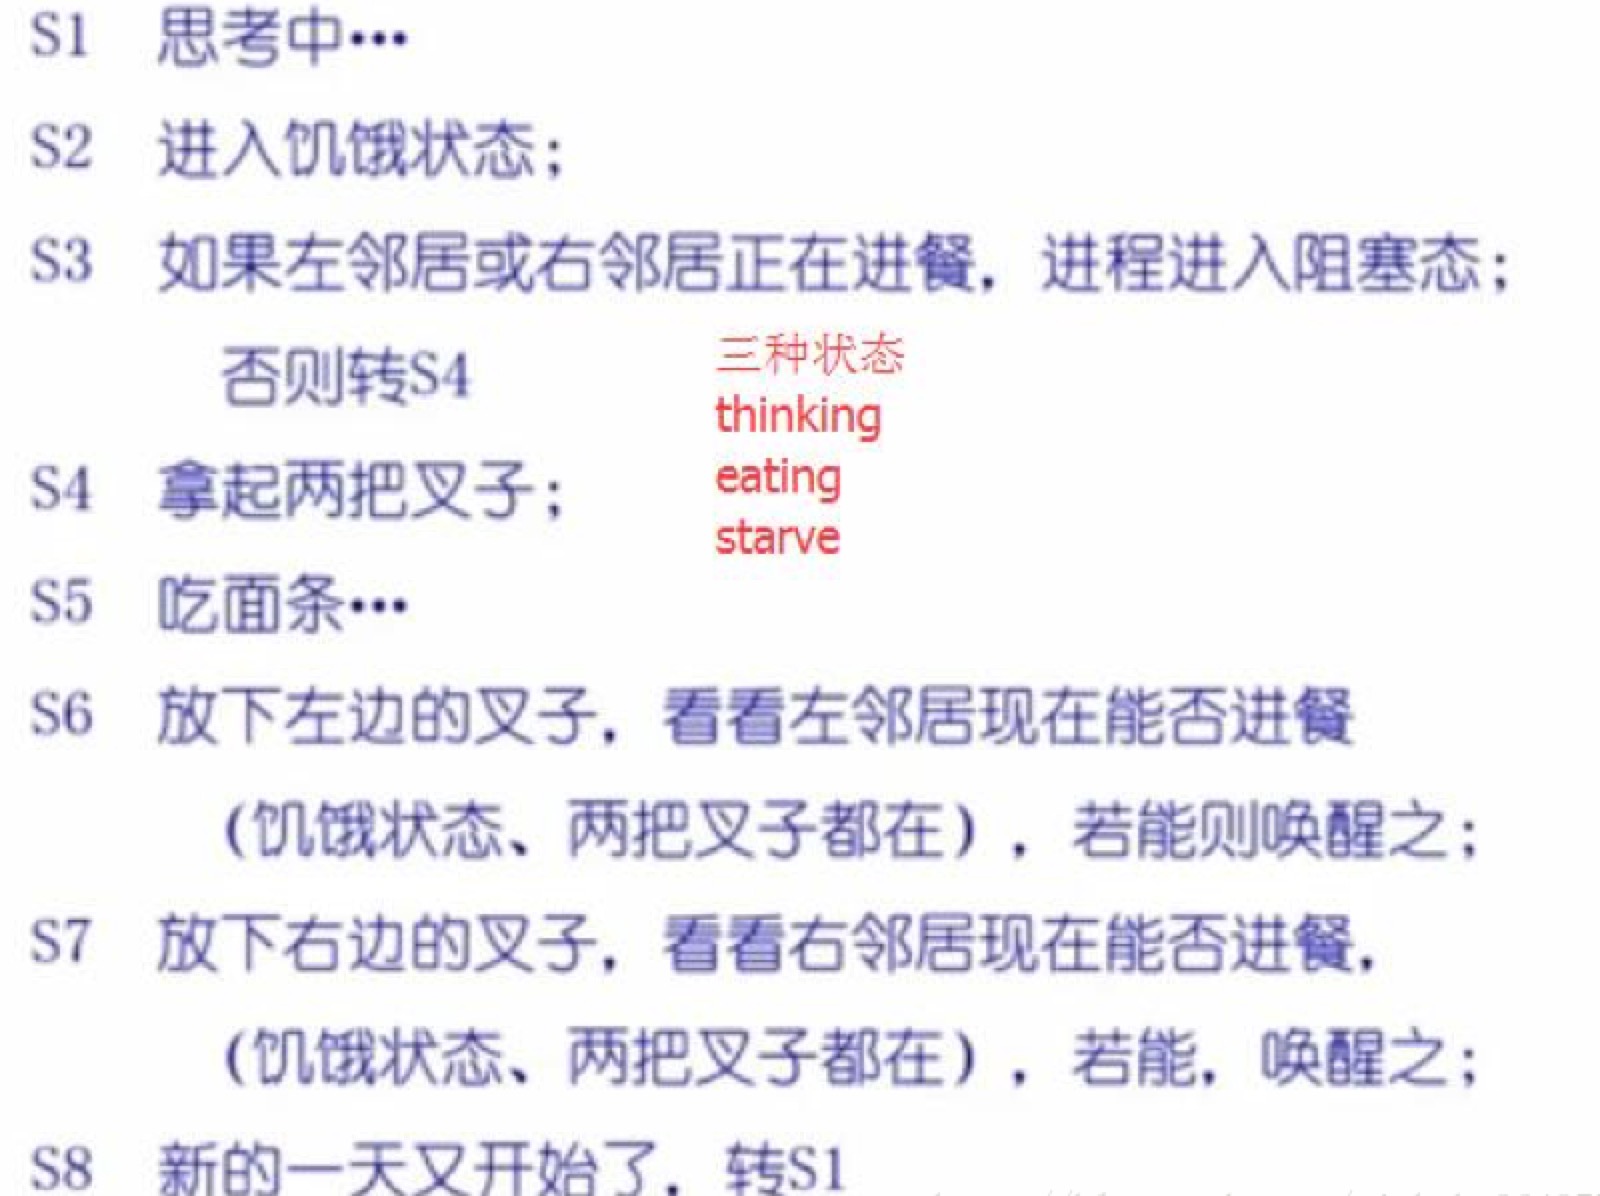 S1 思考中…
S2 进入饥饿状态；
S3 如果左邻居或右邻居正在进餐，进程进入阻塞态；
否则转S4
三种状态
thinking
eating
starve
S4 拿起两把叉子；
S5 吃面条…
S6 放下左边的叉子，看看左邻居现在能否进餐
（饥饿状态、两把叉子都在），若能则唤醒之；
S7 放下右边的叉子，看看右邻居现在能否进餐，
（饥饿状态、两把叉子都在），若能，唤醒之；
S8 新的一天又开始了，转S1